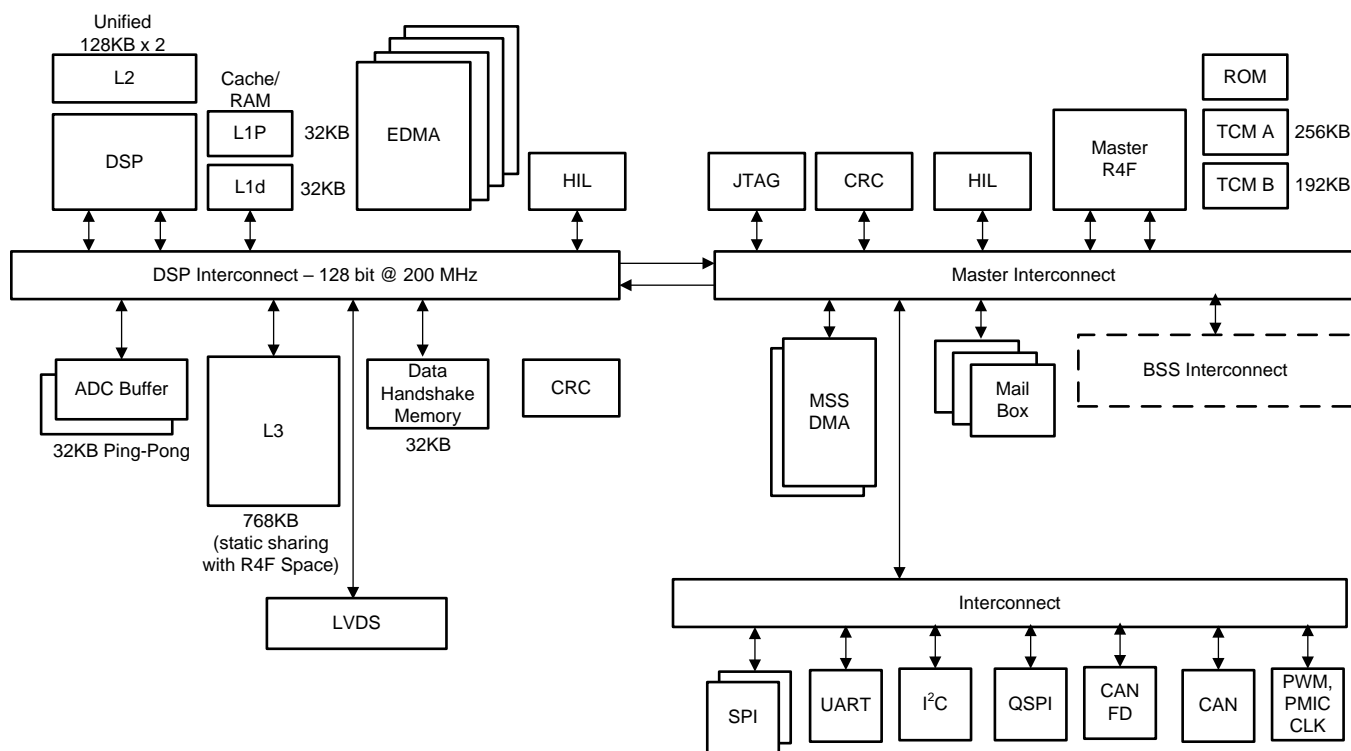 Unified
128KB x 2
L2
Cache/
RAM
L1P
32KB
DSP
L1d
32KB
EDMA
HIL
JTAG
CRC
HIL
Master
R4F
ROM
TCM A
256KB
TCM B
192KB
DSP Interconnect – 128 bit @ 200 MHz
Master Interconnect
ADC Buffer
32KB Ping-Pong
L3
768KB
(static sharing
with R4F Space)
Data
Handshake
Memory
32KB
CRC
LVDS
MSS
DMA
Mail
Box
BSS Interconnect
Interconnect
SPI
UART
I²C
QSPI
CAN
FD
CAN
PWM,
PMIC
CLK